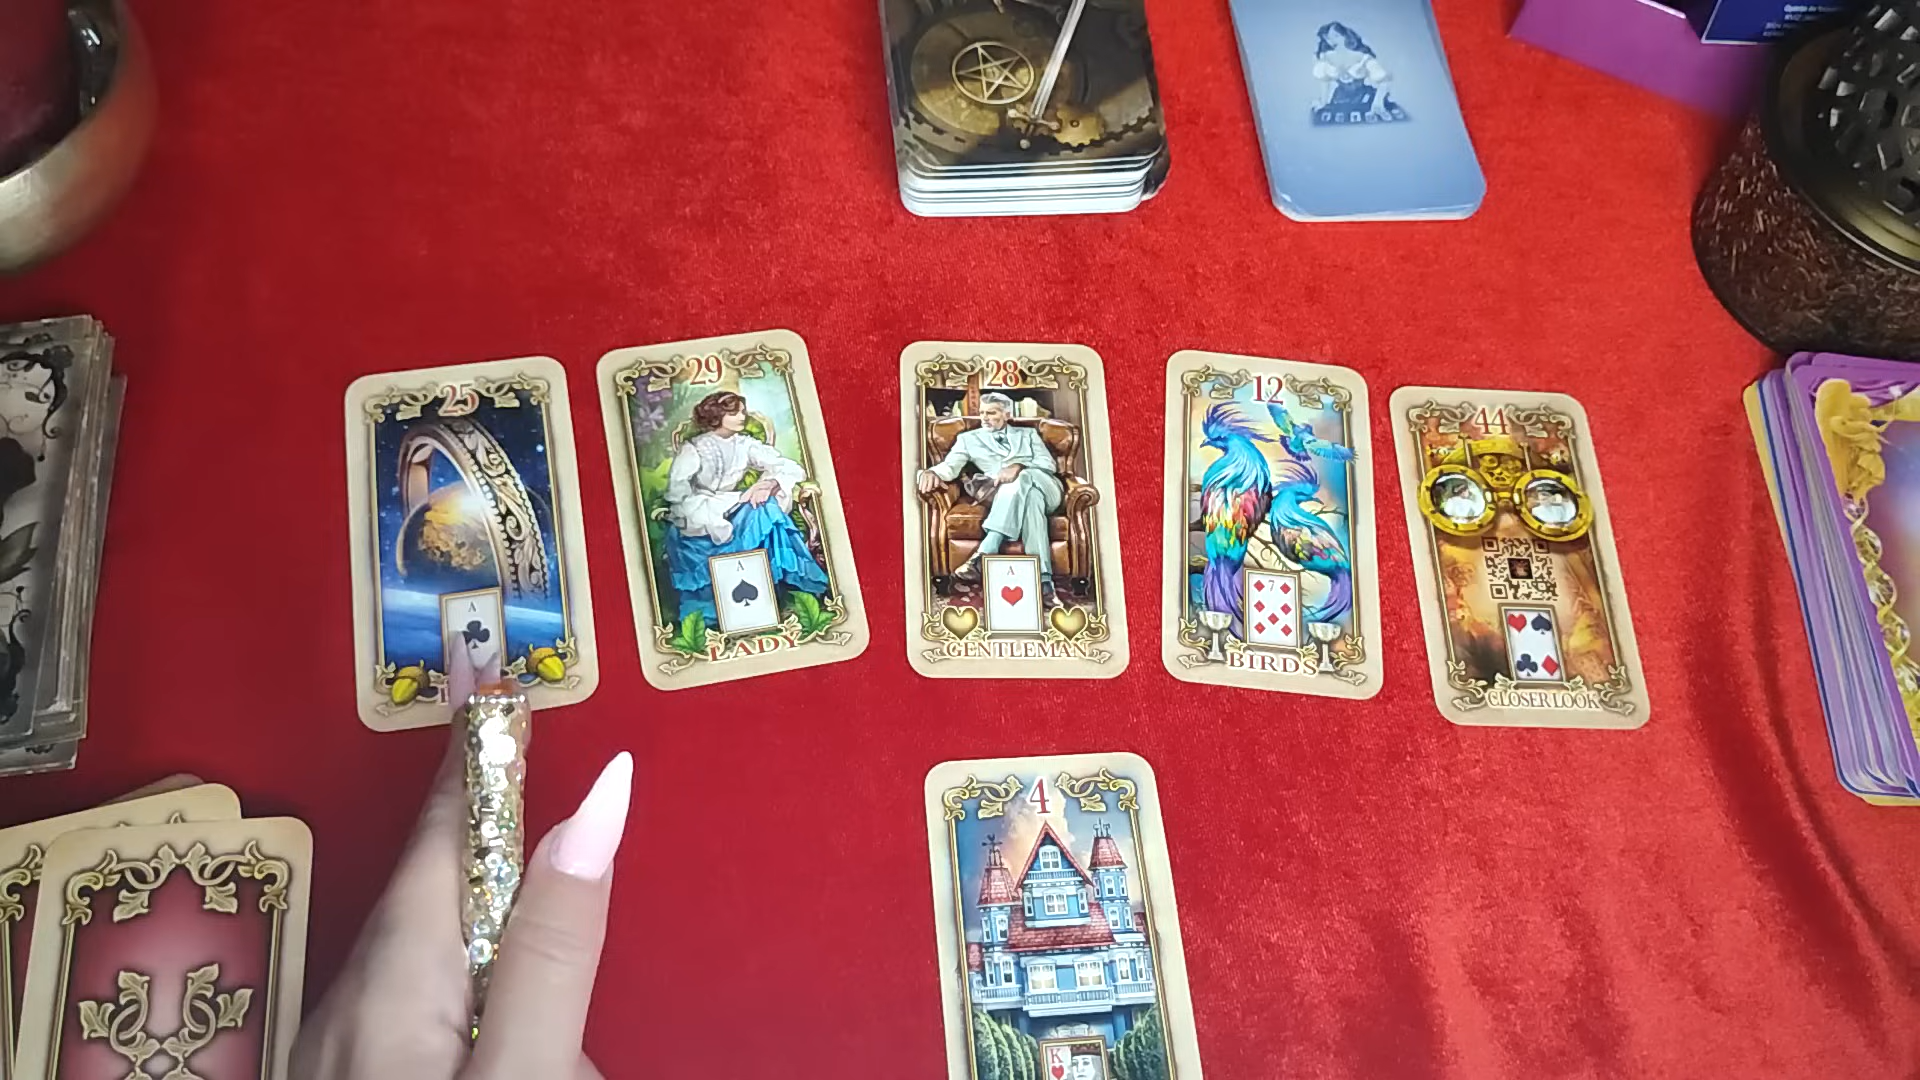 25
A
29
A
LADY
28
A
GENTLEMAN
12
7
BIRDS
44
CLOSER LOOK
4
K